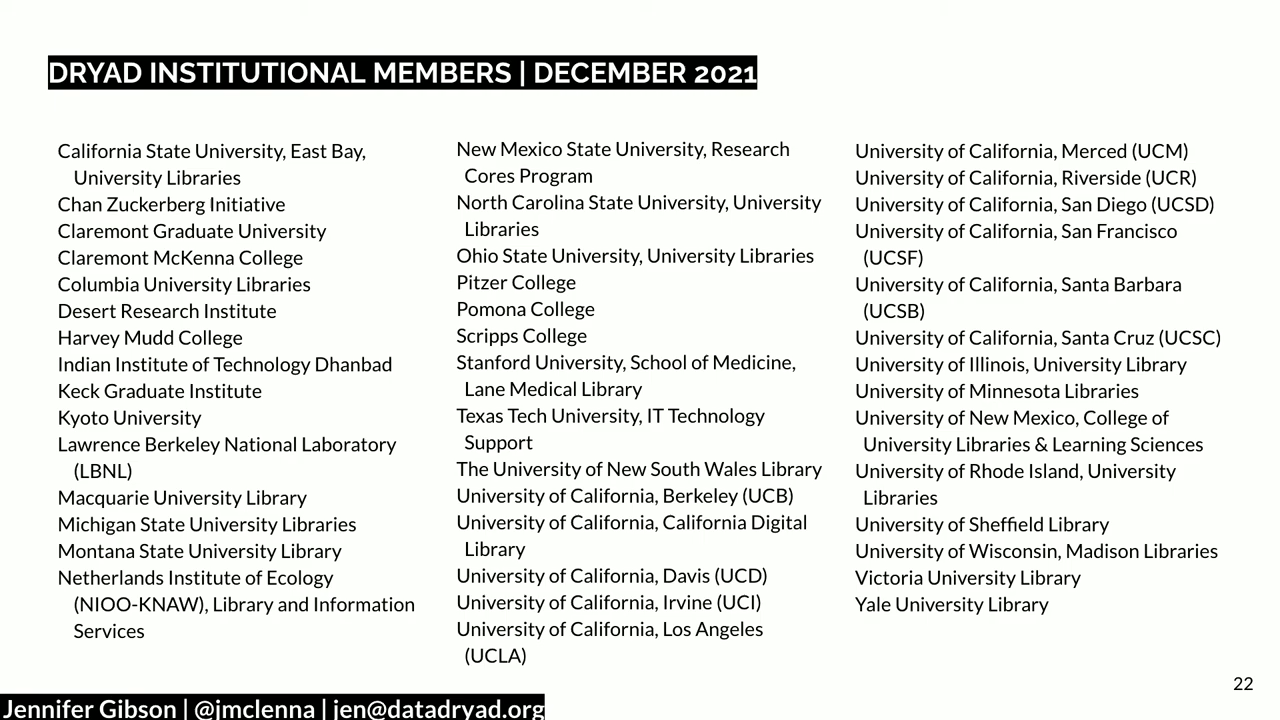 DRYAD INSTITUTIONAL MEMBERS | DECEMBER 2021
California State University, East Bay,
University Libraries
Chan Zuckerberg Initiative
Claremont Graduate University
Claremont McKenna College
Columbia University Libraries
Desert Research Institute
Harvey Mudd College
Indian Institute of Technology Dhanbad
Keck Graduate Institute
Kyoto University
Lawrence Berkeley National Laboratory
(LBNL)
Macquarie University Library
Michigan State University Libraries
Montana State University Library
Netherlands Institute of Ecology
(NIOO-KNAW), Library and Information
Services
New Mexico State University, Research
Cores Program
North Carolina State University, University
Libraries
Ohio State University, University Libraries
Pitzer College
Pomona College
Scripps College
Stanford University, School of Medicine,
Lane Medical Library
Texas Tech University, IT Technology
Support
The University of New South Wales Library
University of California, Berkeley (UCB)
University of California, California Digital
Library
University of California, Davis (UCD)
University of California, Irvine (UCI)
University of California, Los Angeles
(UCLA)
University of California, Merced (UCM)
University of California, Riverside (UCR)
University of California, San Diego (UCSD)
University of California, San Francisco
(UCSF)
University of California, Santa Barbara
(UCSB)
University of California, Santa Cruz (UCSC)
University of Illinois, University Library
University of Minnesota Libraries
University of New Mexico, College of
University Libraries & Learning Sciences
University of Rhode Island, University
Libraries
University of Sheffield Library
University of Wisconsin, Madison Libraries
Victoria University Library
Yale University Library
22
Jennifer Gibson | @jmclenna | jen@datadryad.org